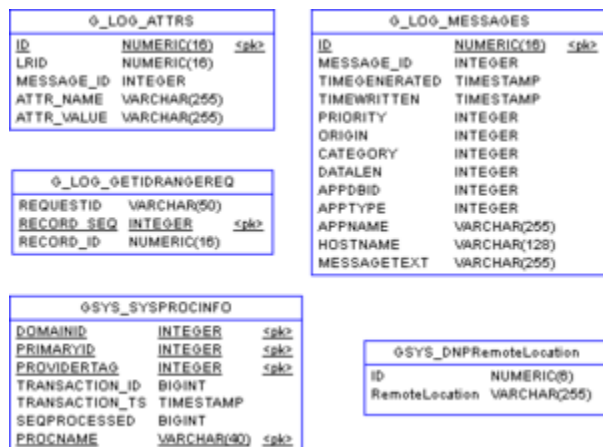 G_LOG_ATTRS
ID NUMERIC(16) <pk>
LRID NUMERIC(16)
MESSAGE_ID INTEGER
ATTR_NAME VARCHAR(255)
ATTR_VALUE VARCHAR(255)
G_LOG_MESSAGES
ID NUMERIC(16) <pk>
MESSAGE_ID INTEGER
TIMEGENERATED TIMESTAMP
TIMEWRITTEN TIMESTAMP
PRIORITY INTEGER
ORIGIN INTEGER
CATEGORY INTEGER
DATALEN INTEGER
APPDBID INTEGER
APPTYPE INTEGER
APPNAME VARCHAR(255)
HOSTNAME VARCHAR(128)
MESSAGETEXT VARCHAR(255)
G_LOG_GETIDRANGEREQ
REQUESTID VARCHAR(50)
RECORD_SEQ INTEGER <pk>
RECORD_ID NUMERIC(16)
GSYS_SYSPROCINFO
DOMAINID INTEGER <pk>
PRIMARYID INTEGER <pk>
PROVIDERTAG INTEGER <pk>
TRANSACTION_ID BIGINT
TRANSACTION_TS TIMESTAMP
SEQPROCESSED BIGINT
PROCNAME VARCHAR(40) <pk>
GSYS_DNPRemoteLocation
ID NUMERIC(6)
RemoteLocation VARCHAR(255)